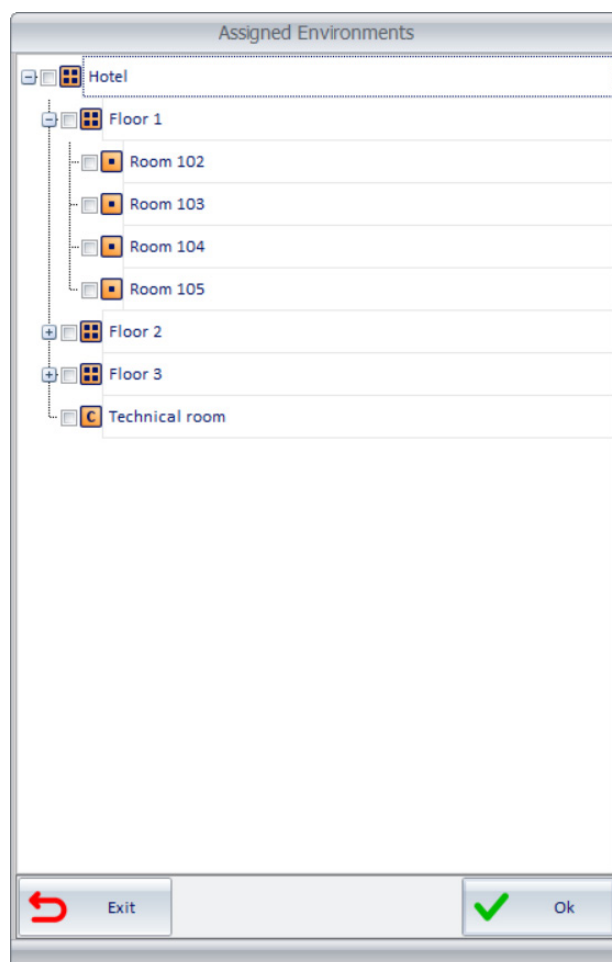 Assigned Environments
Hotel
Floor 1
Room 102
Room 103
Room 104
Room 105
Floor 2
Floor 3
C Technical room
Exit
Ok